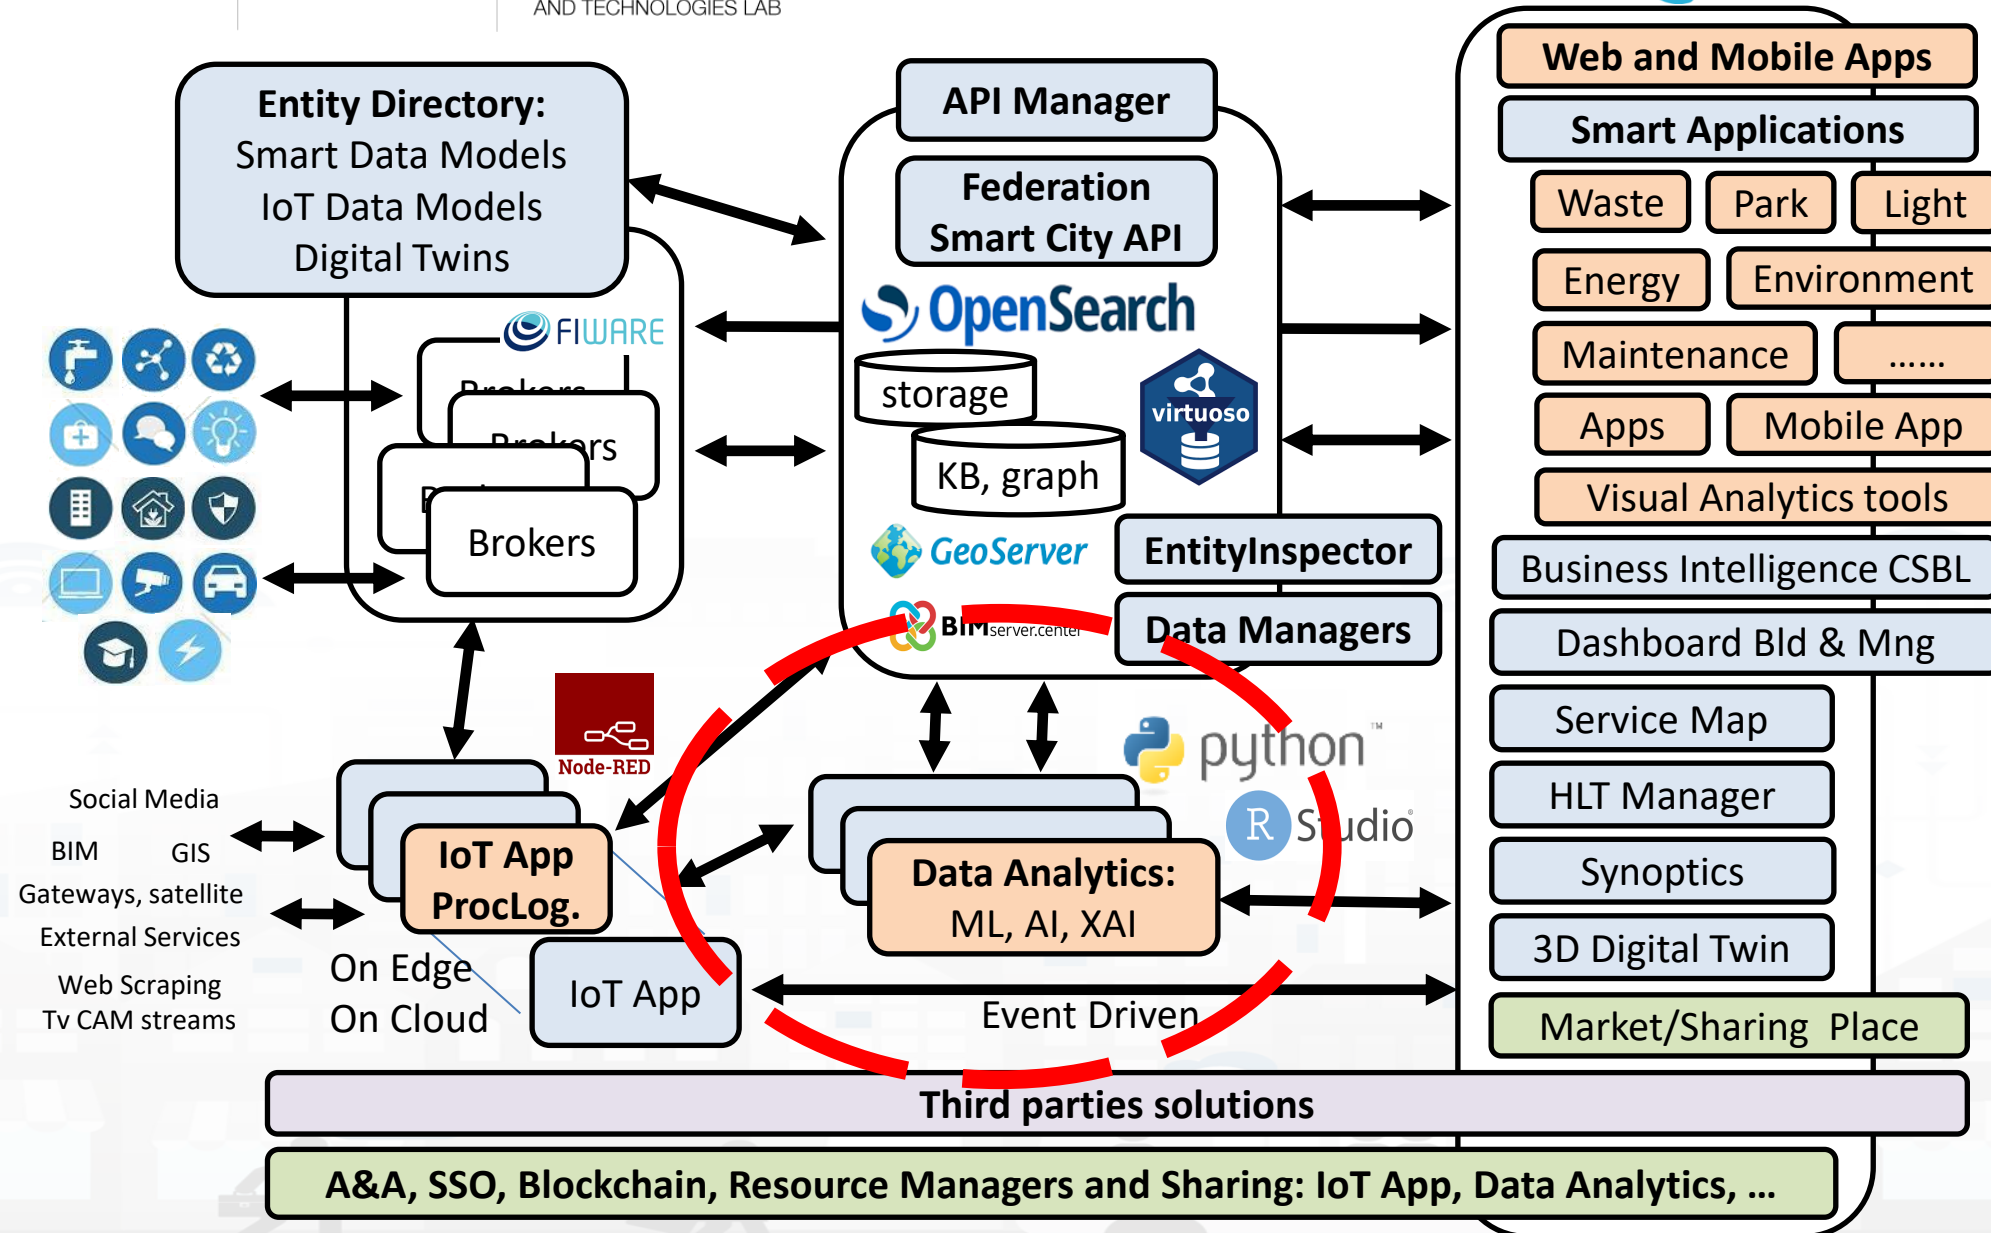 AND TECHNOLOGIES LAB
Entity Directory:
Smart Data Models
IoT Data Models
Digital Twins
FIWARE
Brokers
Brokers
Brokers
API Manager
Federation
Smart City API
OpenSearch
storage
virtuoso
KB, graph
GeoServer
EntityInspector
BIMserver.center
Data Managers
Web and Mobile Apps
Smart Applications
Waste
Park
Light
Energy
Environment
Maintenance
......
Apps
Mobile App
Visual Analytics tools
Business Intelligence CSBL
Dashboard Bld & Mng
Service Map
HLT Manager
Synoptics
3D Digital Twin
Market/Sharing Place
Node-RED
python™
R Studio
Social Media
BIM GIS
Gateways, satellite
External Services
Web Scraping
Tv CAM streams
IoT App
ProcLog.
On Edge
On Cloud
IoT App
Data Analytics:
ML, AI, XAI
Event Driven
Third parties solutions
A&A, SSO, Blockchain, Resource Managers and Sharing: IoT App, Data Analytics, ...